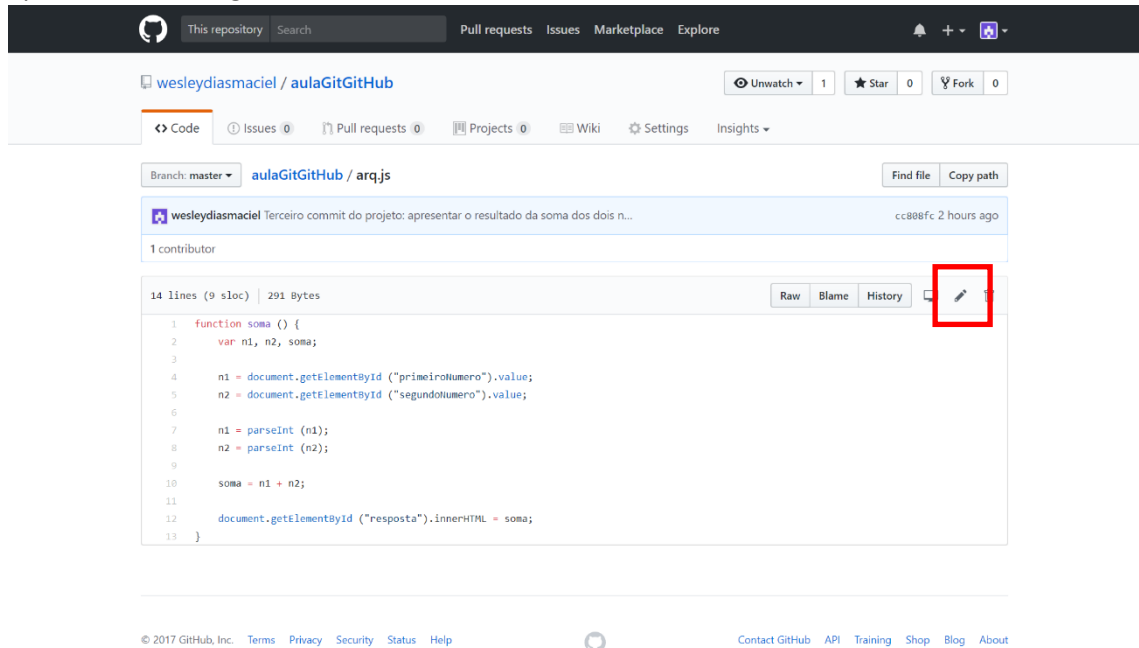 This repository Search Pull requests Issues Marketplace Explore
wesleydiasmaciel / aulaGitGitHub Unwatch 1 Star 0 Fork 0
Code Issues 0 Pull requests 0 Projects 0 Wiki Settings Insights
Branch: master aulaGitGitHub / arq.js Find file Copy path
wesleydiasmaciel Terceiro commit do projeto: apresentar o resultado da soma dos dois n... cc808fc 2 hours ago
1 contributor
14 lines (9 sloc) 291 Bytes Raw Blame History
1 function soma () {
2 var n1, n2, soma;
3
4 n1 = document.getElementById ("primeiroNumero").value;
5 n2 = document.getElementById ("segundoNumero").value;
6
7 n1 = parseInt (n1);
8 n2 = parseInt (n2);
9
10 soma = n1 + n2;
11
12 document.getElementById ("resposta").innerHTML = soma;
13 }
© 2017 GitHub, Inc. Terms Privacy Security Status Help Contact GitHub API Training Shop Blog About